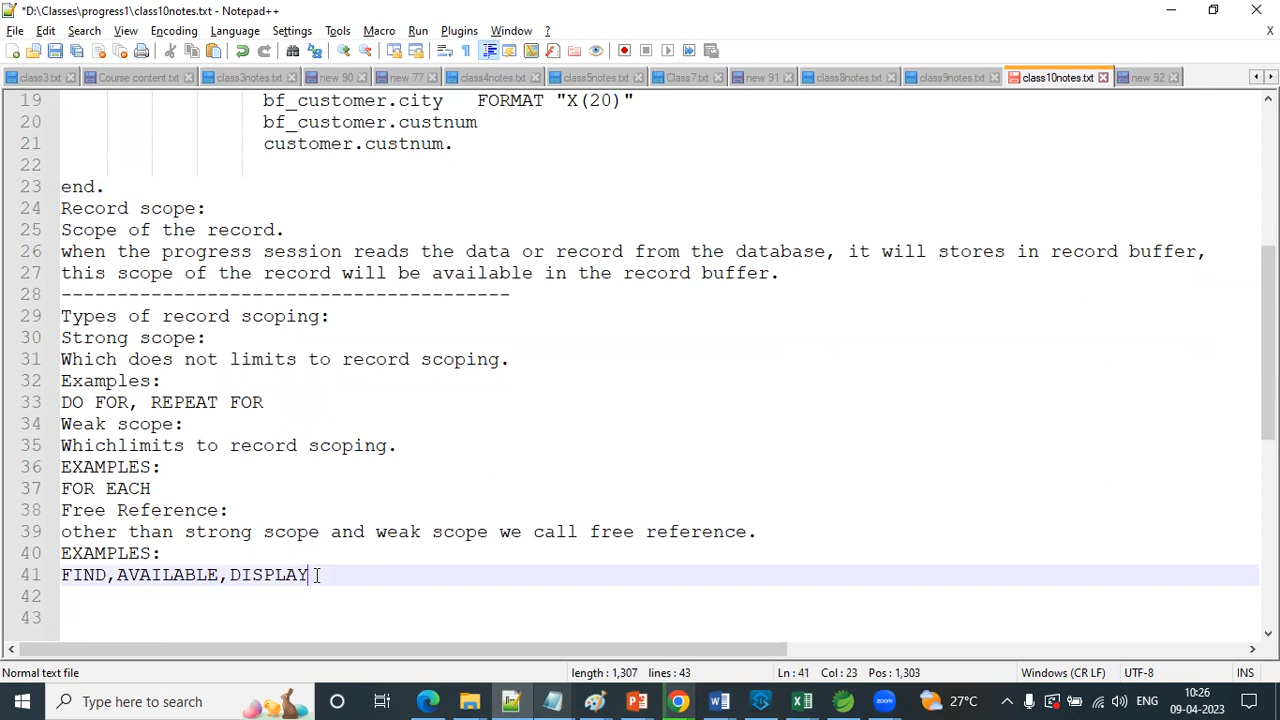 *D:\Classes\progress1\class10notes.txt - Notepad++
File Edit Search View Encoding Language Settings Tools Macro Run Plugins Window ? X
class3.txt Course content.txt class3notes.txt new 90 new 77 class4notes.txt class5notes.txt Class7.txt new 91 class8notes.txt class9notes.txt class10notes.txt new 92
19 bf_customer.city FORMAT "X(20)"
20 bf_customer.custnum
21 customer.custnum.
22
23 end.
24 Record scope:
25 Scope of the record.
26 when the progress session reads the data or record from the database, it will stores in record buffer,
27 this scope of the record will be available in the record buffer.
28 ----------------------------------------
29 Types of record scoping:
30 Strong scope:
31 Which does not limits to record scoping.
32 Examples:
33 DO FOR, REPEAT FOR
34 Weak scope:
35 Whichlimits to record scoping.
36 EXAMPLES:
37 FOR EACH
38 Free Reference:
39 other than strong scope and weak scope we call free reference.
40 EXAMPLES:
41 FIND,AVAILABLE,DISPLAY
42
43
Normal text file length : 1,307 lines : 43 Ln : 41 Col : 23 Pos : 1,303 Windows (CR LF) UTF-8 INS
Type here to search 27°C ENG 10:26
09-04-2023